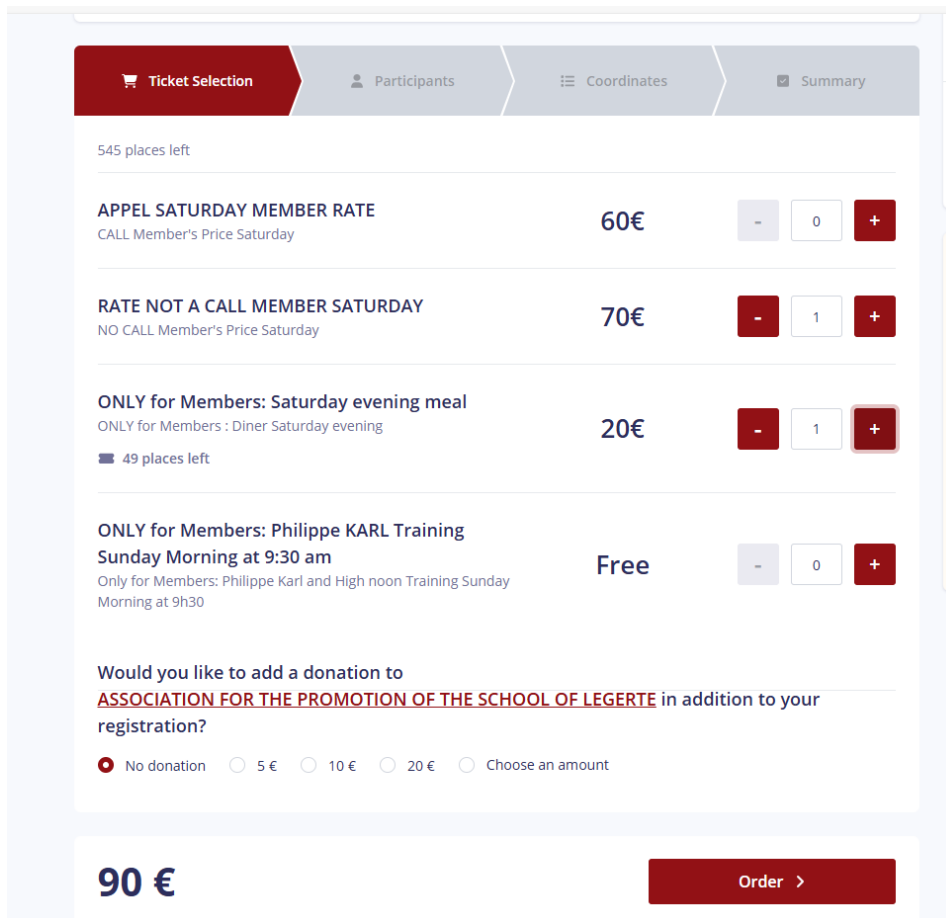 Ticket Selection
Participants
Coordinates
Summary
545 places left
APPEL SATURDAY MEMBER RATE
CALL Member's Price Saturday
60€
-
0
+
RATE NOT A CALL MEMBER SATURDAY
NO CALL Member's Price Saturday
70€
-
1
+
ONLY for Members: Saturday evening meal
ONLY for Members : Diner Saturday evening
49 places left
20€
-
1
+
ONLY for Members: Philippe KARL Training
Sunday Morning at 9:30 am
Only for Members: Philippe Karl and High noon Training Sunday
Morning at 9h30
Free
-
0
+
Would you like to add a donation to
ASSOCIATION FOR THE PROMOTION OF THE SCHOOL OF LEGERTE in addition to your
registration?
No donation 5 € 10 € 20 € Choose an amount
90 €
Order